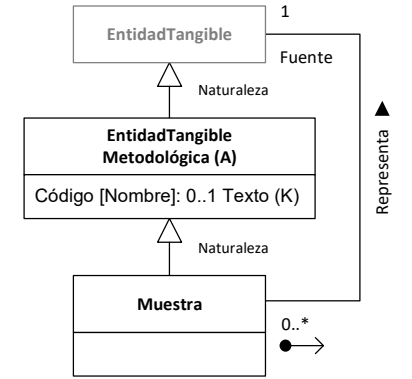 EntidadTangible
1
Fuente
Naturaleza
EntidadTangible
Metodológica (A)
Código [Nombre]: 0..1 Texto (K)
Representa ▲
Naturaleza
Muestra
0..*